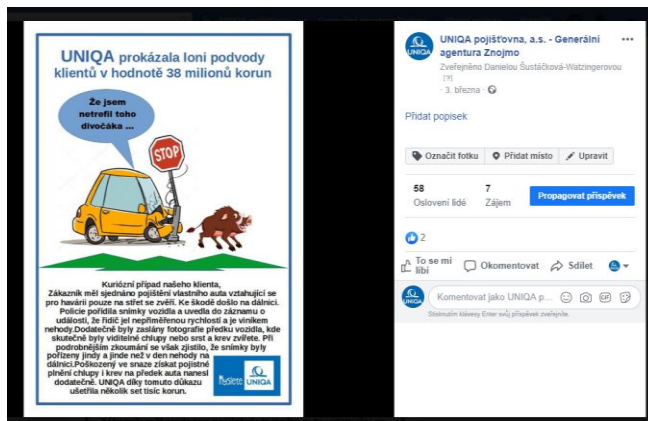 UNIQA prokázala loni podvody
klientů v hodnotě 38 milionů korun
Že jsem
netrefil toho
divočáka ...
STOP
Kuriózní případ našeho klienta,
Zákazník měl sjednáno pojištění vlastního auta vztahující se
pro havárii pouze na střet se zvěří. Ke škodě došlo na dálnici.
Policie pořídila snímky vozidla a uvedla do záznamu o
události, že řidič jel nepřiměřenou rychlostí a je viníkem
nehody.Dodatečně byly zaslány fotografie předku vozidla, kde
skutečně byly viditelné chlupy nebo srst a krev zvířete. Při
podrobnějším zkoumání se však zjistilo, že snímky byly
pořízeny jindy a jinde než v den nehody na
dálnici.Poškozený ve snaze získat pojistné
plnění chlupy i krev na předek auta nanesl
dodatečně. UNIQA díky tomuto důkazu
ušetřila několik set tisíc korun.
myslete
UNIQA
UNIQA pojišťovna, a.s. - Generální
agentura Znojmo
Zveřejněno Danielou Šustáčková-Watzingerovou
[?]
· 3. března ·
Přidat popisek
Označit fotku
Přidat místo
Upravit
58
Oslovení lidé
7
Zájem
Propagovat příspěvek
2
To se mi
líbí
Okomentovat
Sdílet
UNIQA
Komentovat jako UNIQA p...
GIF
Stisknutím klávesy Enter svůj příspěvek zveřejníte.